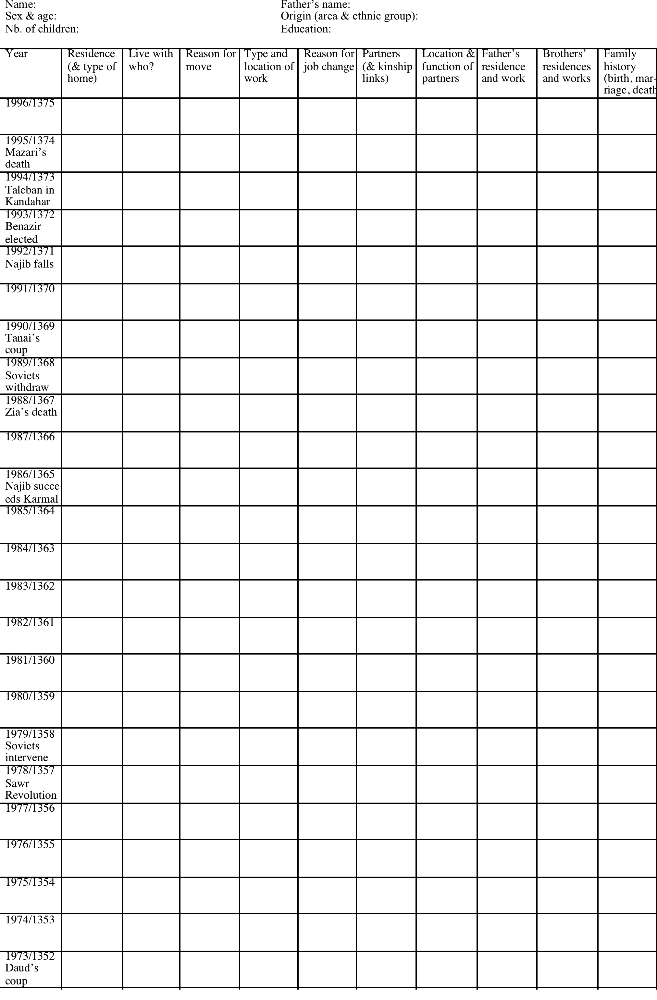 Name: Father’s name:
Sex & age: Origin (area & ethnic group):
Nb. of children: Education:
Year Residence Live with Reason for Type and Reason for Partners Location & Father’s Brothers’ Family
(& type of who? move location of job change (& kinship function of residence residences history
home) work links) partners and work and works (birth, mar-
riage, death
1996/1375
1995/1374
Mazari’s
death
1994/1373
Taleban in
Kandahar
1993/1372
Benazir
elected
1992/1371
Najib falls
1991/1370
1990/1369
Tanai’s
coup
1989/1368
Soviets
withdraw
1988/1367
Zia’s death
1987/1366
1986/1365
Najib succe-
eds Karmal
1985/1364
1984/1363
1983/1362
1982/1361
1981/1360
1980/1359
1979/1358
Soviets
intervene
1978/1357
Sawr
Revolution
1977/1356
1976/1355
1975/1354
1974/1353
1973/1352
Daud’s
coup